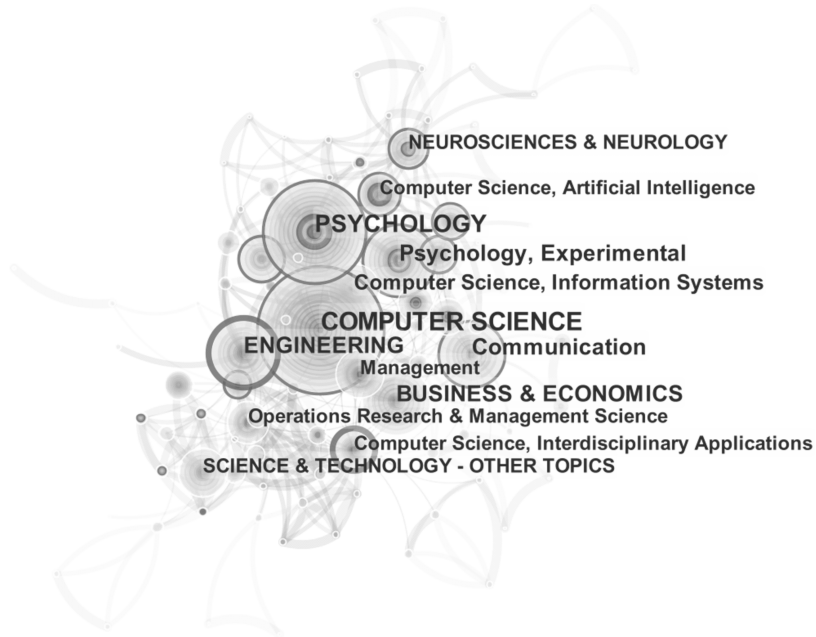 NEUROSCIENCES & NEUROLOGY
Computer Science, Artificial Intelligence
PSYCHOLOGY
Psychology, Experimental
Computer Science, Information Systems
COMPUTER SCIENCE
ENGINEERING
Communication
Management
BUSINESS & ECONOMICS
Operations Research & Management Science
Computer Science, Interdisciplinary Applications
SCIENCE & TECHNOLOGY - OTHER TOPICS